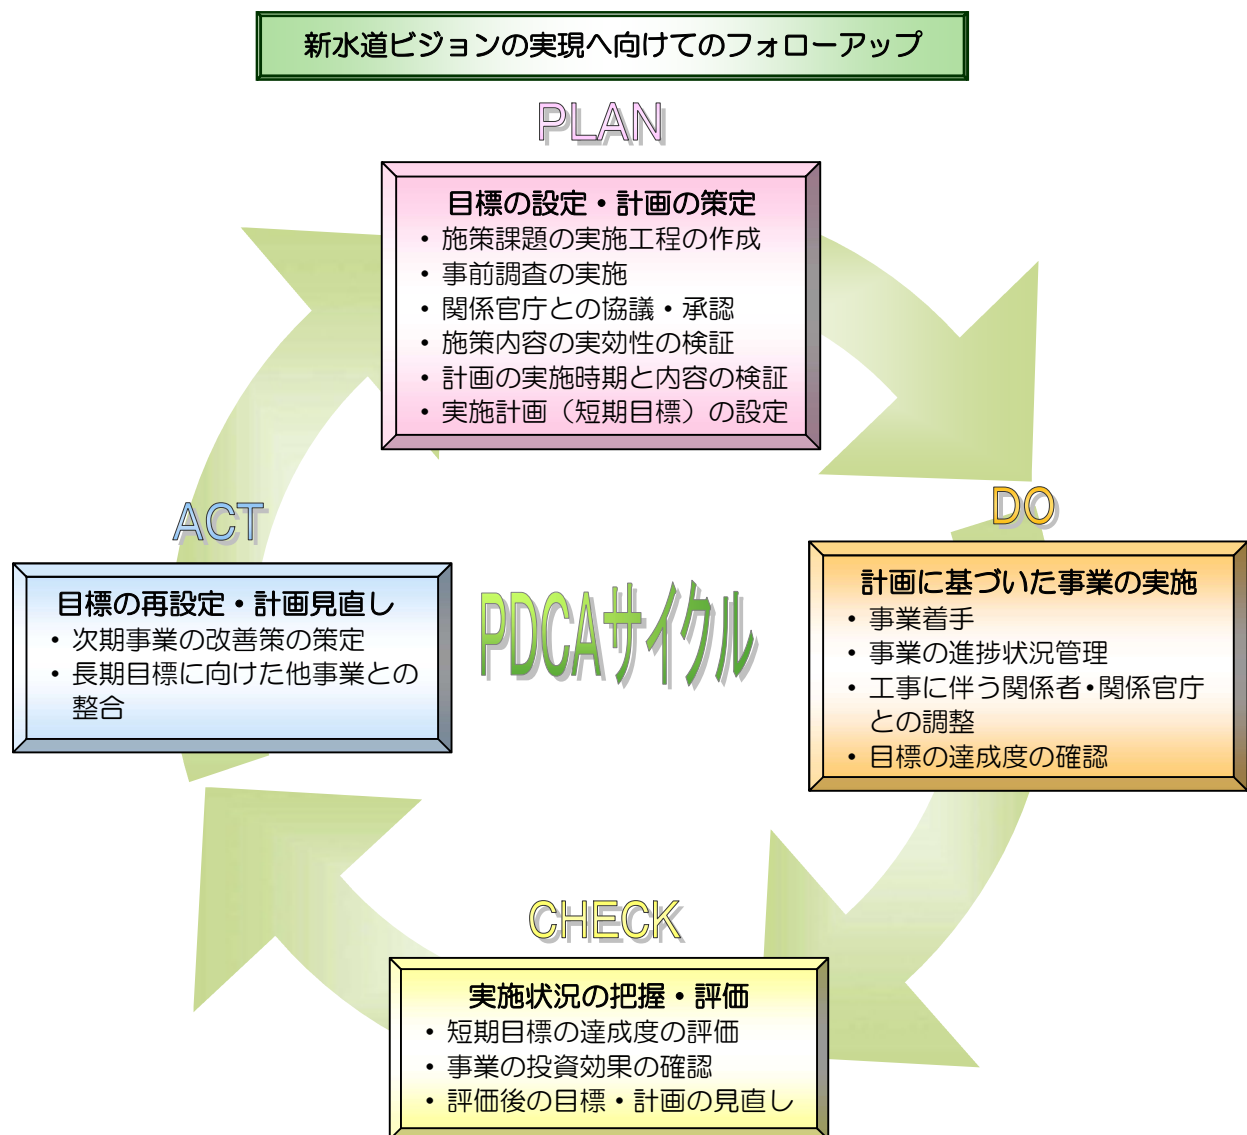 新水道ビジョンの実現へ向けてのフォローアップ
PLAN
目標の設定・計画の策定
・施策課題の実施工程の作成
・事前調査の実施
・関係官庁との協議・承認
・施策内容の実効性の検証
・計画の実施時期と内容の検証
・実施計画（短期目標）の設定
DO
計画に基づいた事業の実施
・事業着手
・事業の進捗状況管理
・工事に伴う関係者・関係官庁
との調整
・目標の達成度の確認
CHECK
実施状況の把握・評価
・短期目標の達成度の評価
・事業の投資効果の確認
・評価後の目標・計画の見直し
ACT
目標の再設定・計画見直し
・次期事業の改善策の策定
・長期目標に向けた他事業との
整合
PDCAサイクル